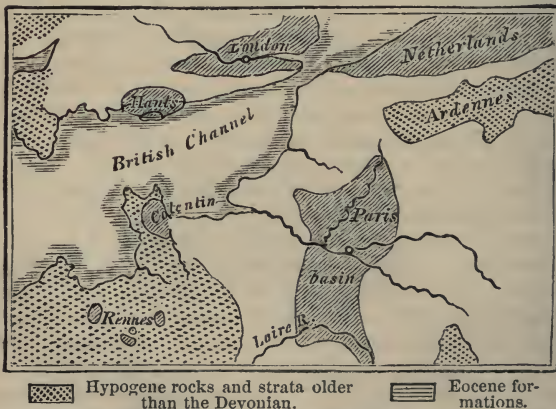 London
Netherlands
Hants
Ardennes
British Channel
Cotentin
Paris
basin
Rennes
Loire R.
Hypogene rocks and strata older
than the Devonian.
Eocene for-
mations.